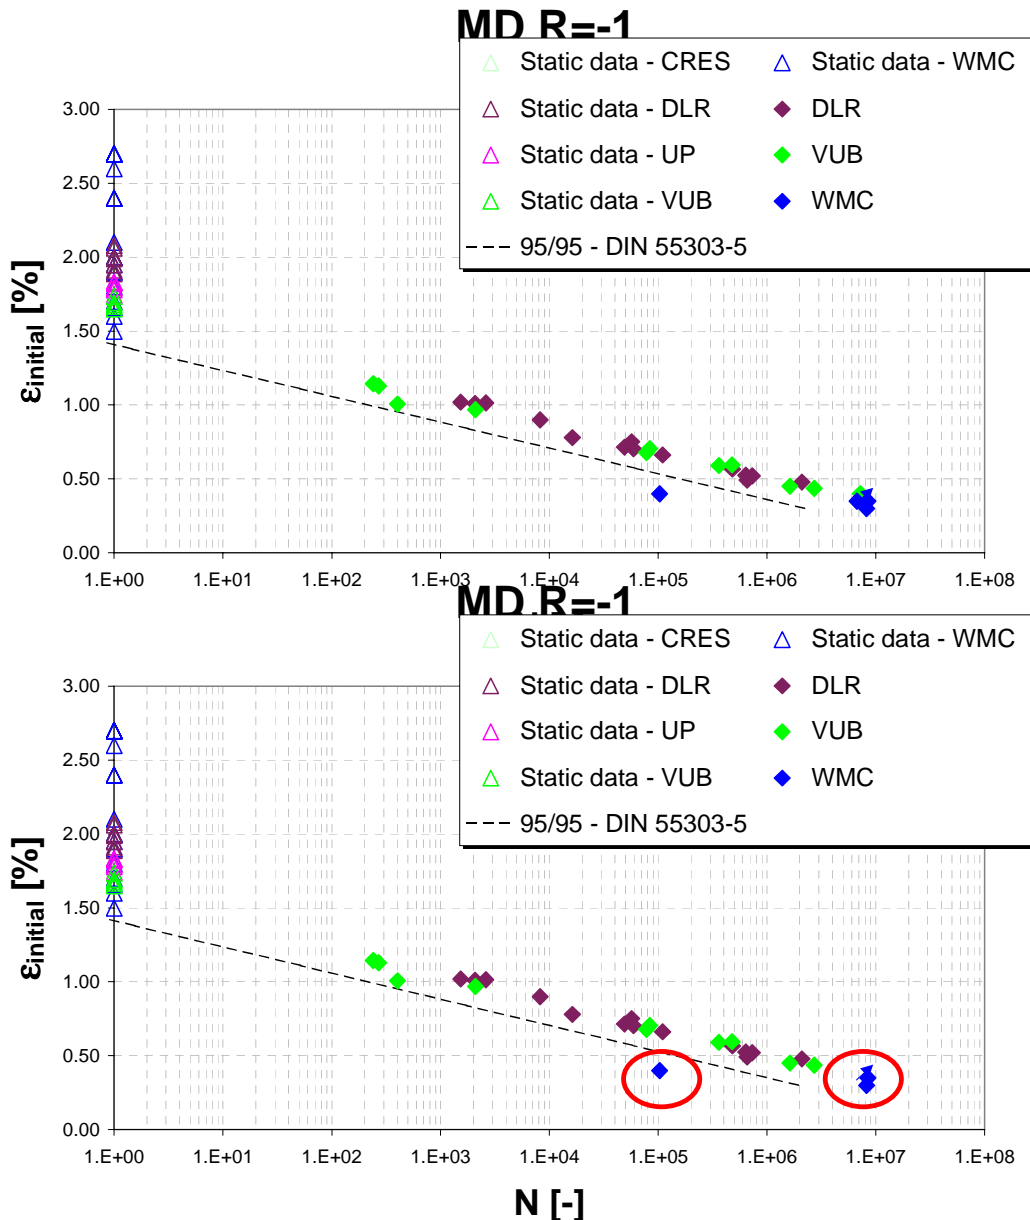 MD R=-1
Static data - CRES
Static data - WMC
Static data - DLR
DLR
Static data - UP
VUB
Static data - VUB
WMC
95/95 - DIN 55303-5
3.00
2.50
2.00
1.50
1.00
0.50
0.00
εinitial [%]
1.E+00 1.E+01 1.E+02 1.E+03 1.E+04 1.E+05 1.E+06 1.E+07 1.E+08
MD R=-1
Static data - CRES
Static data - WMC
Static data - DLR
DLR
Static data - UP
VUB
Static data - VUB
WMC
95/95 - DIN 55303-5
3.00
2.50
2.00
1.50
1.00
0.50
0.00
εinitial [%]
1.E+00 1.E+01 1.E+02 1.E+03 1.E+04 1.E+05 1.E+06 1.E+07 1.E+08
N [-]